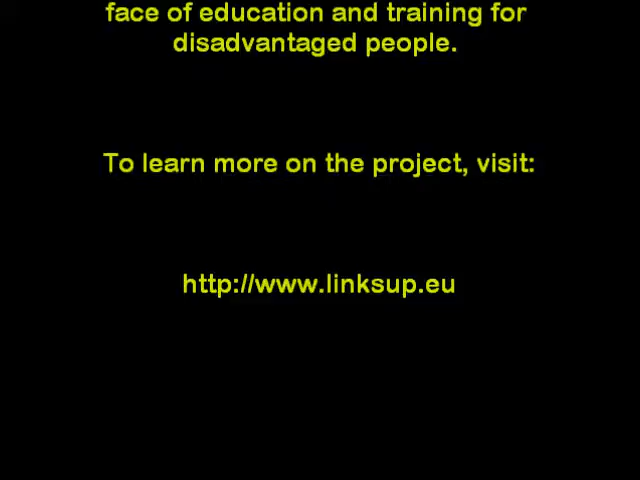 face of education and training for
disadvantaged people.
To learn more on the project, visit:
http://www.linksup.eu